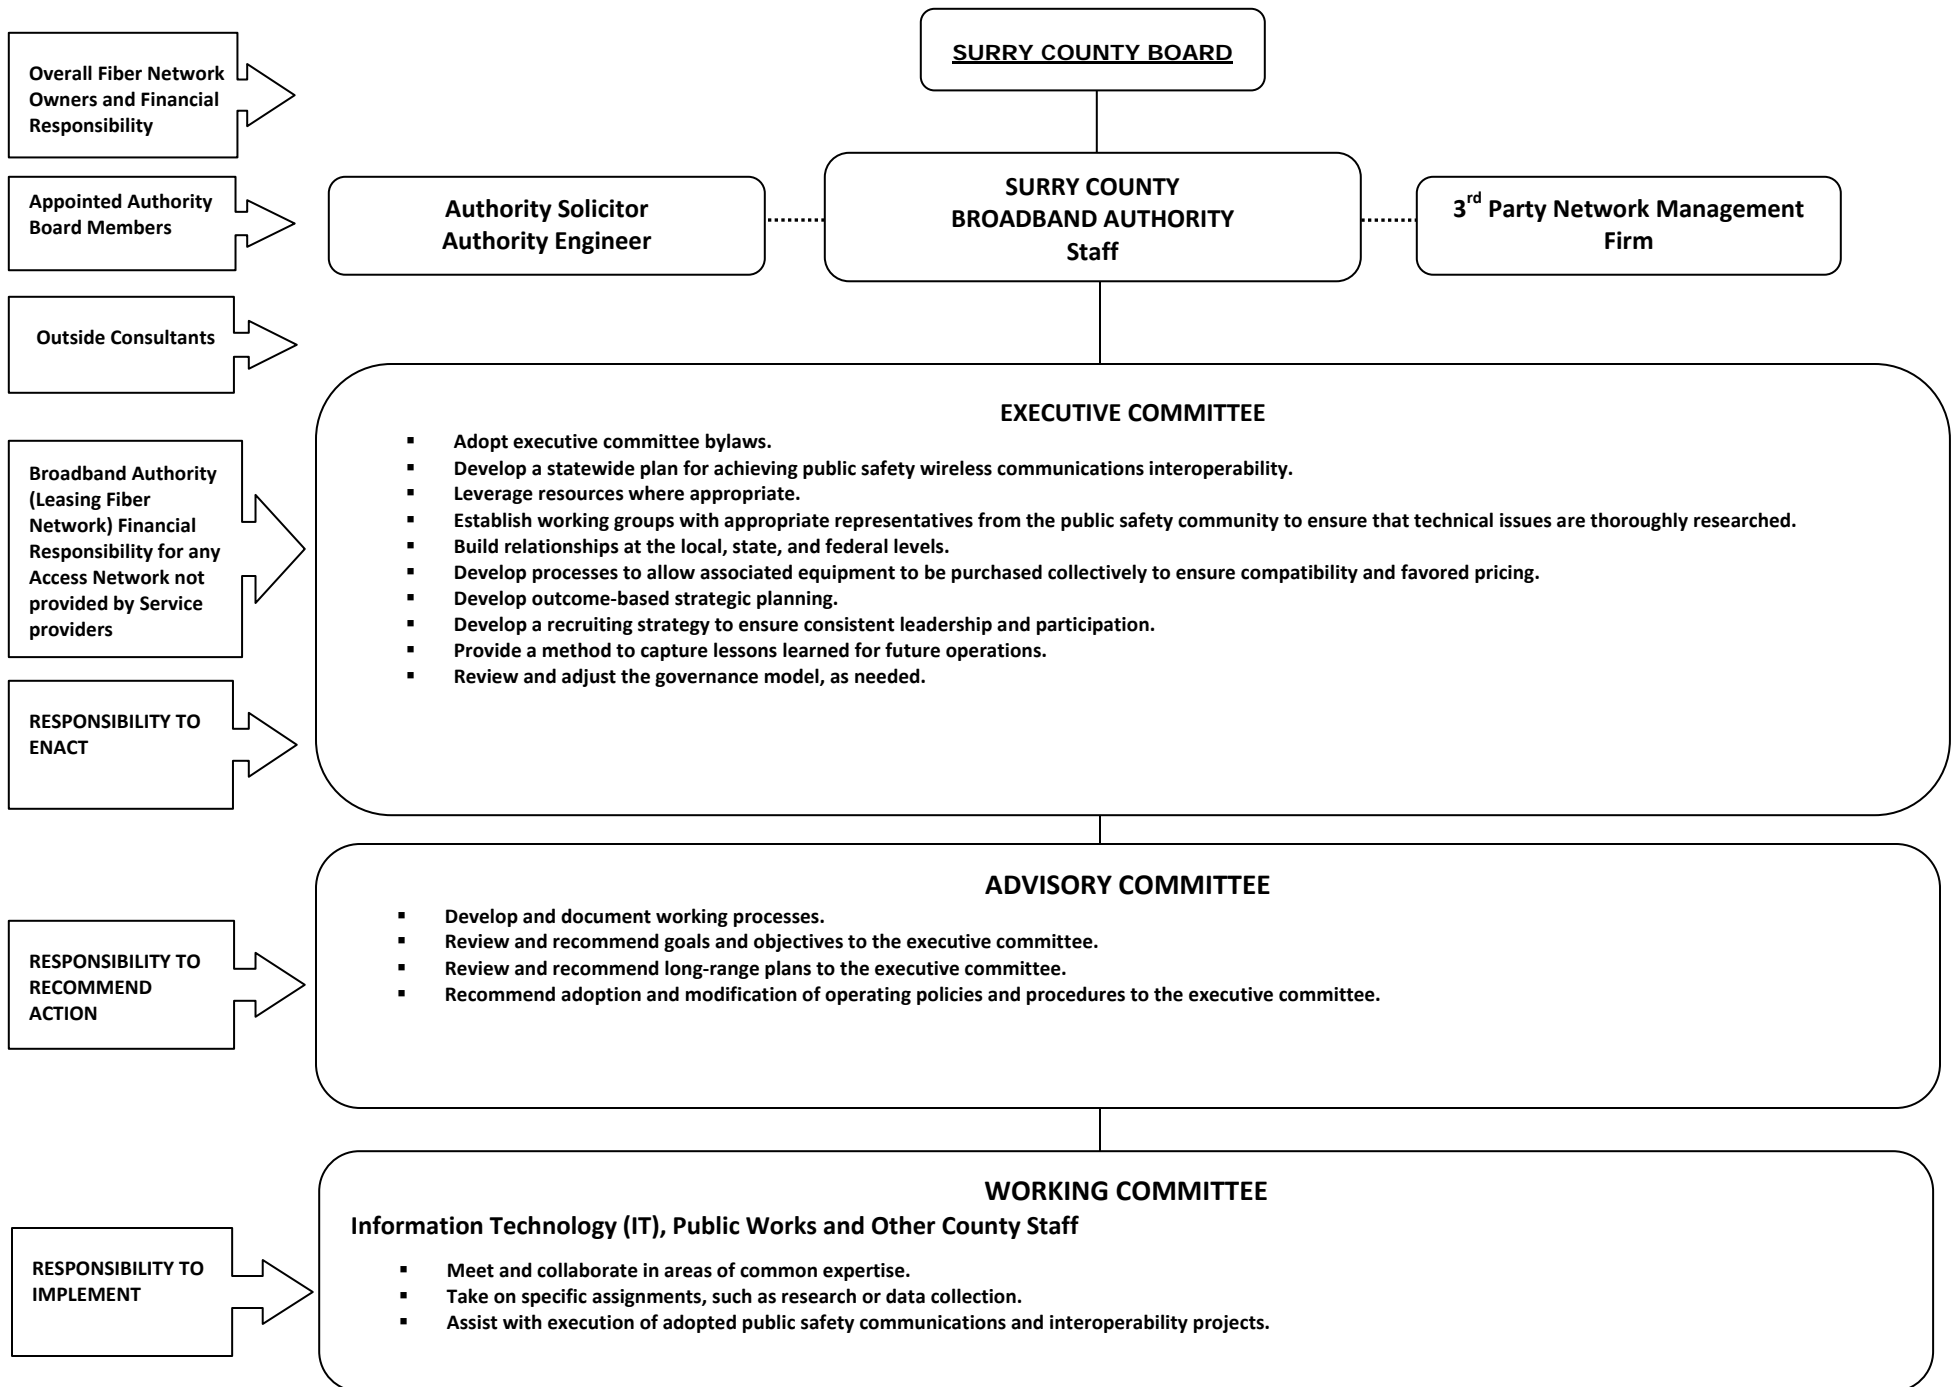 SURRY COUNTY BOARD
Overall Fiber Network
Owners and Financial
Responsibility
Appointed Authority
Board Members
Authority Solicitor
Authority Engineer
SURRY COUNTY
BROADBAND AUTHORITY
Staff
3rd Party Network Management
Firm
Outside Consultants
Broadband Authority
(Leasing Fiber
Network) Financial
Responsibility for any
Access Network not
provided by Service
providers
RESPONSIBILITY TO
ENACT
EXECUTIVE COMMITTEE
▪ Adopt executive committee bylaws.
▪ Develop a statewide plan for achieving public safety wireless communications interoperability.
▪ Leverage resources where appropriate.
▪ Establish working groups with appropriate representatives from the public safety community to ensure that technical issues are thoroughly researched.
▪ Build relationships at the local, state, and federal levels.
▪ Develop processes to allow associated equipment to be purchased collectively to ensure compatibility and favored pricing.
▪ Develop outcome-based strategic planning.
▪ Develop a recruiting strategy to ensure consistent leadership and participation.
▪ Provide a method to capture lessons learned for future operations.
▪ Review and adjust the governance model, as needed.
RESPONSIBILITY TO
RECOMMEND
ACTION
ADVISORY COMMITTEE
▪ Develop and document working processes.
▪ Review and recommend goals and objectives to the executive committee.
▪ Review and recommend long-range plans to the executive committee.
▪ Recommend adoption and modification of operating policies and procedures to the executive committee.
RESPONSIBILITY TO
IMPLEMENT
WORKING COMMITTEE
Information Technology (IT), Public Works and Other County Staff
▪ Meet and collaborate in areas of common expertise.
▪ Take on specific assignments, such as research or data collection.
▪ Assist with execution of adopted public safety communications and interoperability projects.